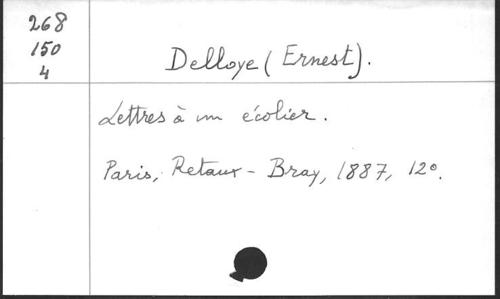 268
150
4
Delloye (Ernest).
Lettres à un écolier.
Paris, Retaux - Bray, 1887, 12°.